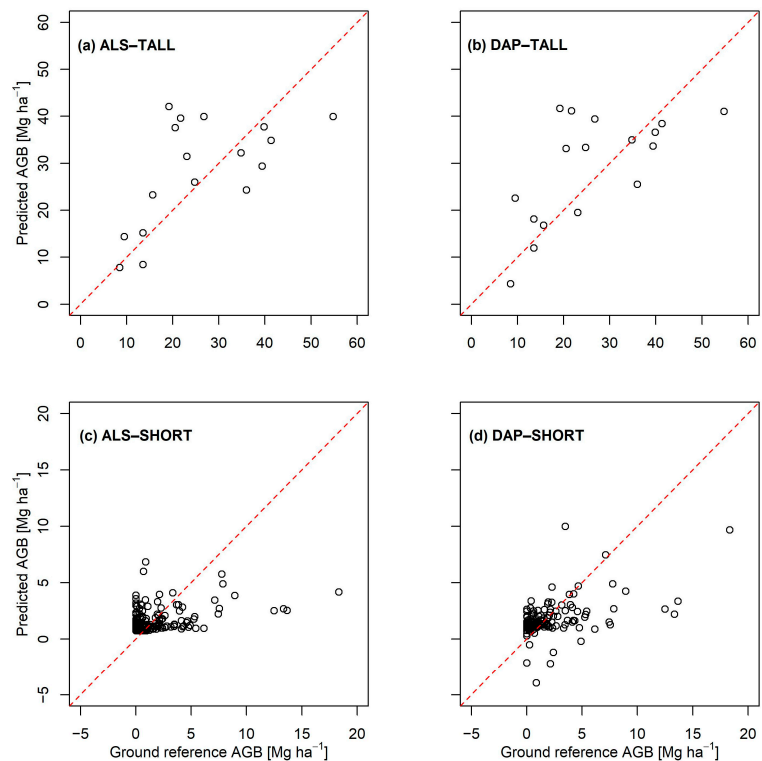 (a) ALS–TALL
Predicted AGB [Mg ha⁻¹]
60
50
40
30
20
10
0
0 10 20 30 40 50 60
(b) DAP–TALL
0 10 20 30 40 50 60
(c) ALS–SHORT
Predicted AGB [Mg ha⁻¹]
20
15
10
5
0
−5
−5 0 5 10 15 20
Ground reference AGB [Mg ha⁻¹]
(d) DAP–SHORT
−5 0 5 10 15 20
Ground reference AGB [Mg ha⁻¹]